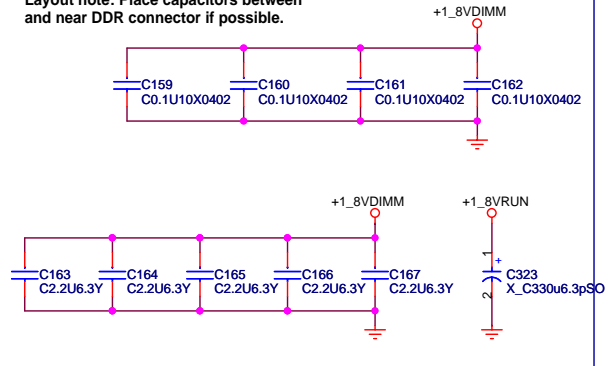 Layout note: Place capacitors between
and near DDR connector if possible.
+1_8VDIMM
C159
C0.1U10X0402
C160
C0.1U10X0402
C161
C0.1U10X0402
C162
C0.1U10X0402
+1_8VDIMM
+1_8VRUN
C163
C2.2U6.3Y
C164
C2.2U6.3Y
C165
C2.2U6.3Y
C166
C2.2U6.3Y
C167
C2.2U6.3Y
1
+
2
C323
X_C330u6.3pSO